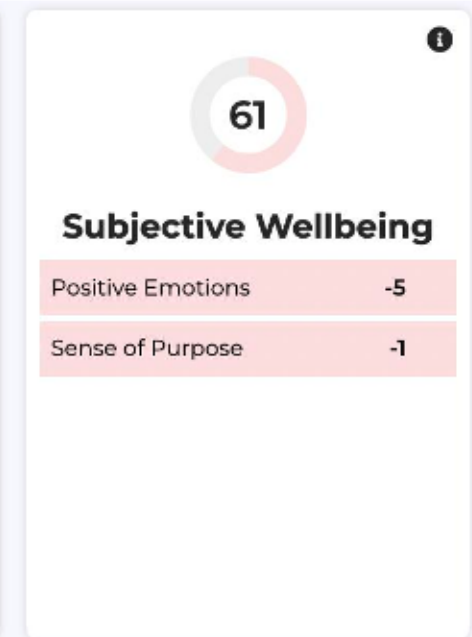 61
Subjective Wellbeing
Positive Emotions -5
Sense of Purpose -1